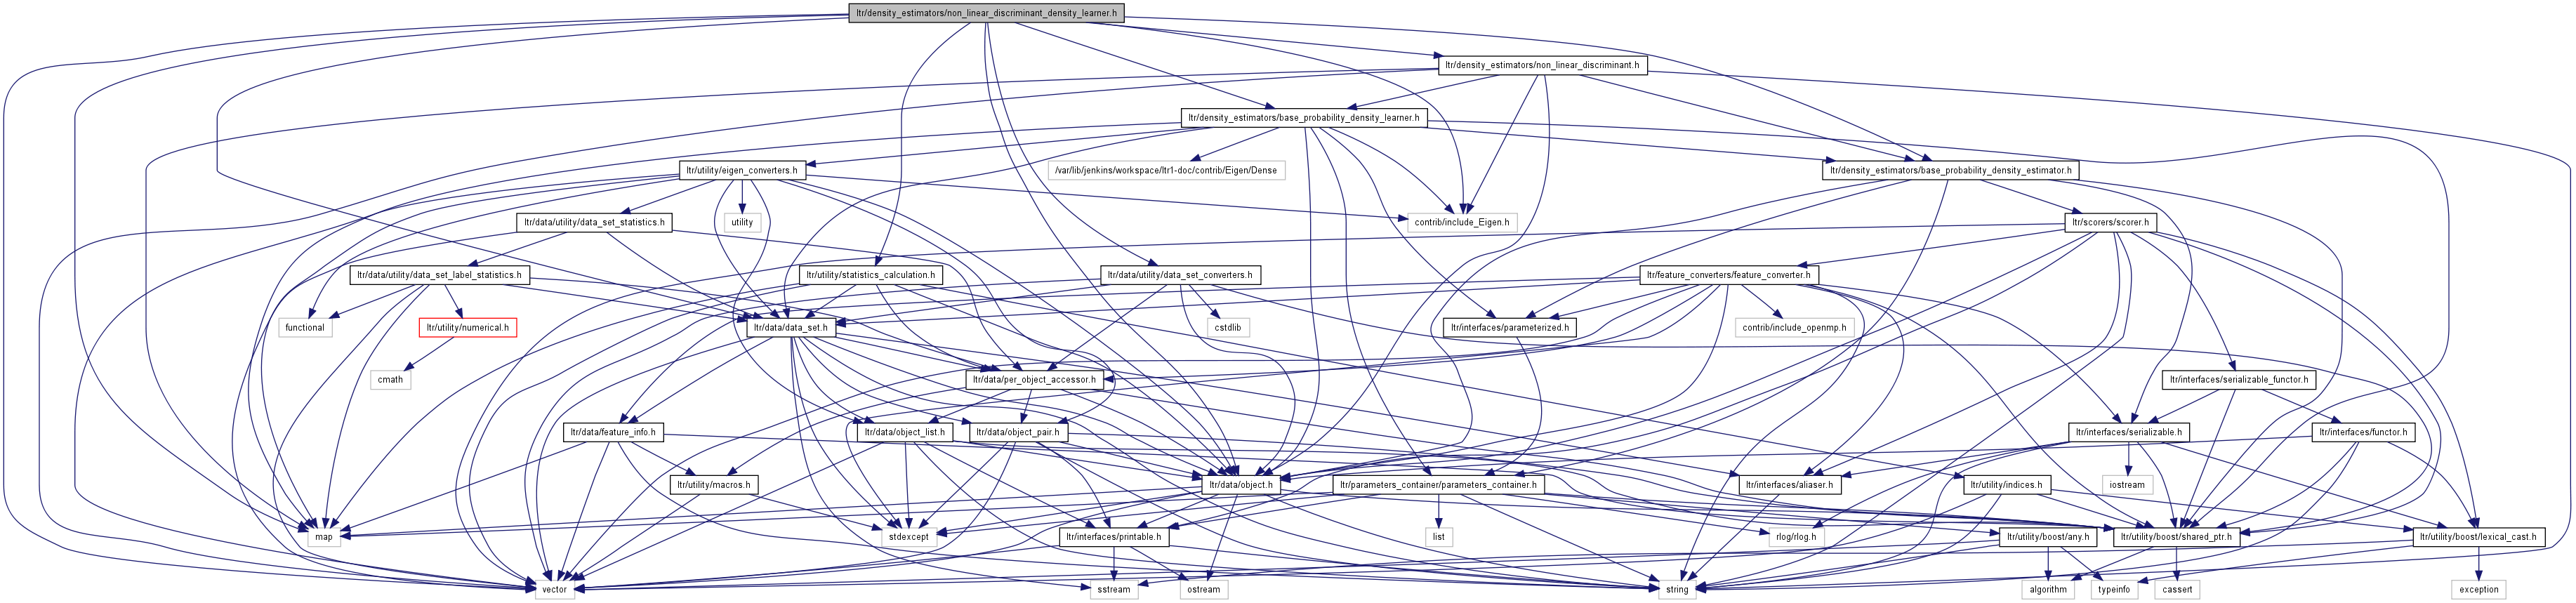 ltr/density_estimators/non_linear_discriminant_density_learner.h
ltr/density_estimators/non_linear_discriminant.h
ltr/density_estimators/base_probability_density_learner.h
ltr/utility/eigen_converters.h
/var/lib/jenkins/workspace/ltr1-doc/contrib/Eigen/Dense
ltr/density_estimators/base_probability_density_estimator.h
ltr/data/utility/data_set_statistics.h
utility
contrib/include_Eigen.h
ltr/scorers/scorer.h
ltr/data/utility/data_set_label_statistics.h
ltr/utility/statistics_calculation.h
ltr/data/utility/data_set_converters.h
ltr/feature_converters/feature_converter.h
functional
ltr/utility/numerical.h
ltr/data/data_set.h
cstdlib
ltr/interfaces/parameterized.h
contrib/include_openmp.h
cmath
ltr/data/per_object_accessor.h
ltr/interfaces/serializable_functor.h
ltr/data/feature_info.h
ltr/data/object_list.h
ltr/data/object_pair.h
ltr/interfaces/serializable.h
ltr/interfaces/functor.h
ltr/utility/macros.h
ltr/data/object.h
ltr/parameters_container/parameters_container.h
ltr/interfaces/aliaser.h
iostream
ltr/utility/indices.h
map
stdexcept
ltr/interfaces/printable.h
list
rlog/rlog.h
ltr/utility/boost/any.h
ltr/utility/boost/shared_ptr.h
ltr/utility/boost/lexical_cast.h
vector
sstream
ostream
string
algorithm
typeinfo
cassert
exception